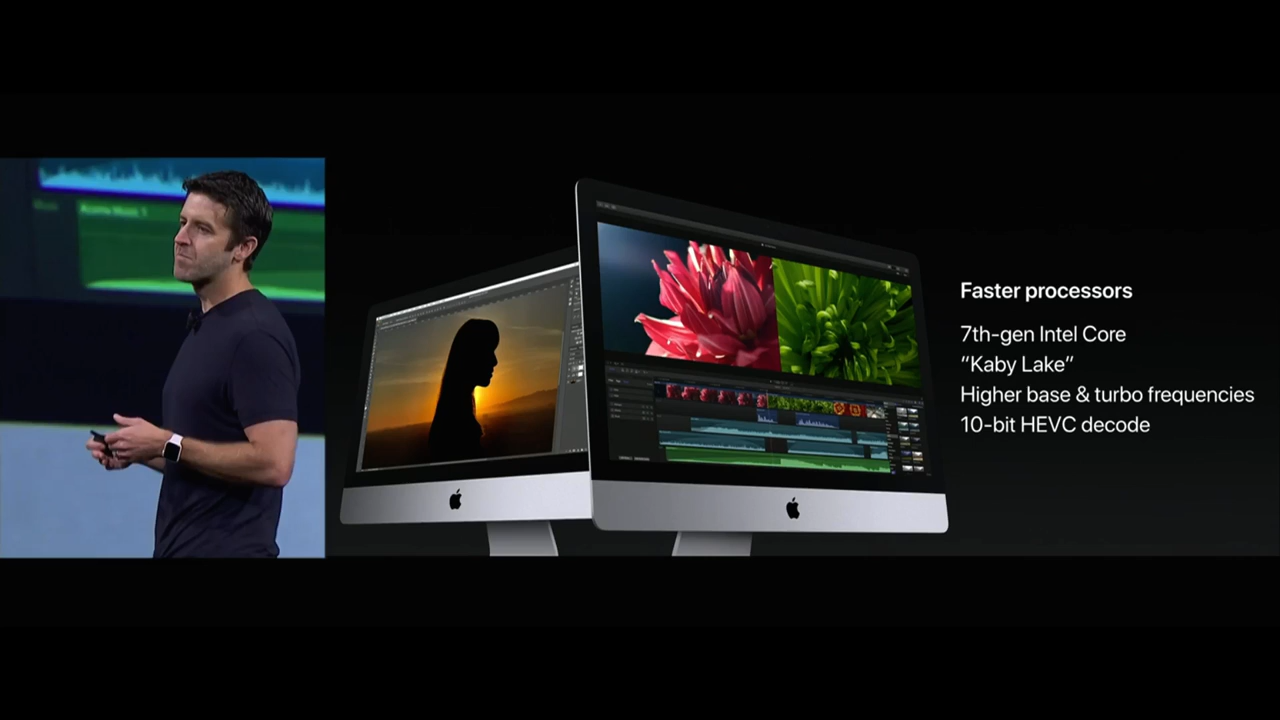 Faster processors
7th-gen Intel Core
"Kaby Lake"
Higher base & turbo frequencies
10-bit HEVC decode